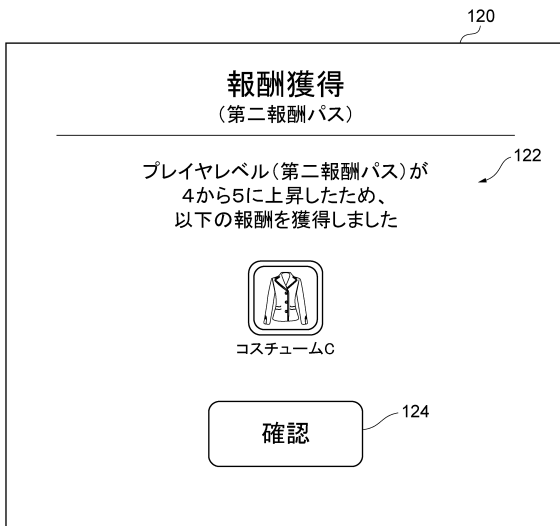 120
報酬獲得
（第二報酬パス）
122
プレイヤレベル（第二報酬パス）が
４から５に上昇したため、
以下の報酬を獲得しました
コスチュームC
124
確認